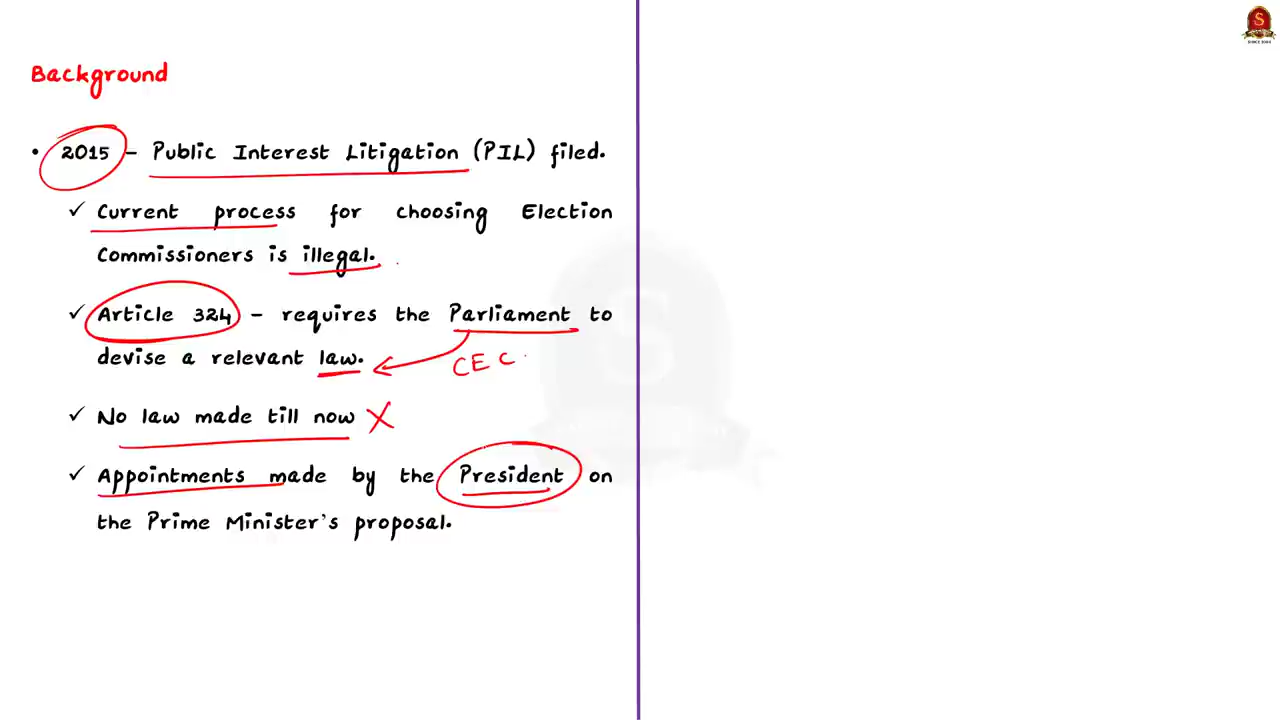 Background
• 2015 – Public Interest Litigation (PIL) filed.
✓ Current process for choosing Election
Commissioners is illegal.
✓ Article 324 – requires the Parliament to
devise a relevant law.
CEC
✓ No law made till now X
✓ Appointments made by the President on
the Prime Minister's proposal.